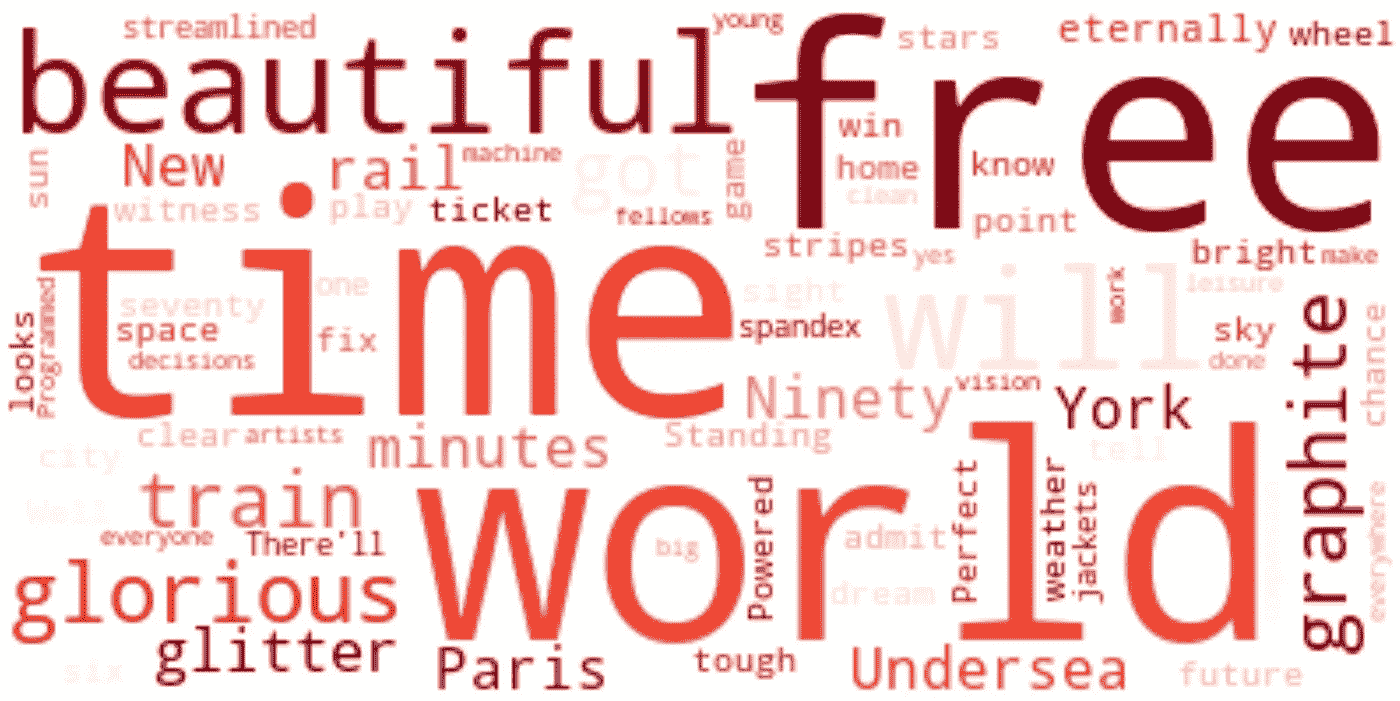 streamlined
beautiful
young
free
stars
eternally
wheel
sun
New
rail
machine
got
game
win
home
clean
know
point
witness
play
ticket
felloms
time
stripes
yes
bright
make
looks
Programmed
seventy
space
decisions
one
fix
sight
spandex
will
work
leisure
sky
done
graphite
chance
clear
artists
minutes
Ninety
Standing
vision
York
tell
city
Well
train
everyone
There'll
world
big
Powered
admit
dream
Perfect
weather
jackets
everywhere
glorious
glitter
six
Paris
tough
Undersea
future